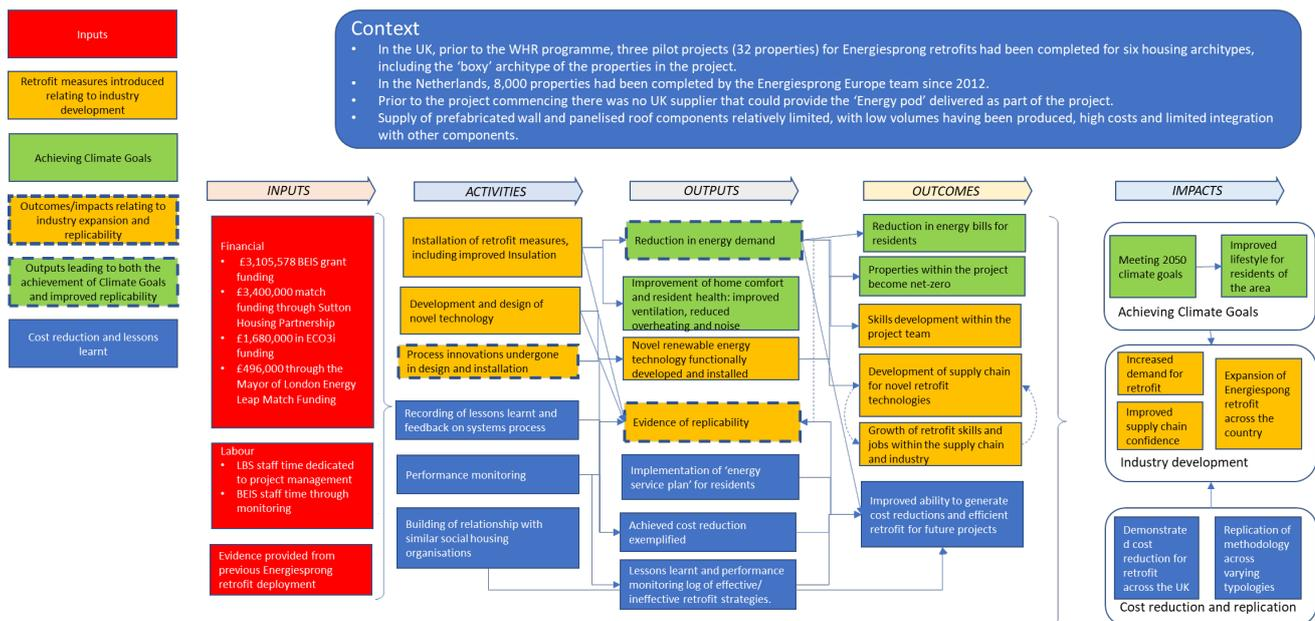 Inputs
Retrofit measures introduced
relating to industry
development
Achieving Climate Goals
Outcomes/impacts relating to
industry expansion and
replicability
Outputs leading to both the
achievement of Climate Goals
and improved replicability
Cost reduction and lessons
learnt
Context
• In the UK, prior to the WHR programme, three pilot projects (32 properties) for Energiesprong retrofits had been completed for six housing architypes,
including the ‘boxy’ architype of the properties in the project.
• In the Netherlands, 8,000 properties had been completed by the Energiesprong Europe team since 2012.
• Prior to the project commencing there was no UK supplier that could provide the ‘Energy pod’ delivered as part of the project.
• Supply of prefabricated wall and panelised roof components relatively limited, with low volumes having been produced, high costs and limited integration
with other components.
INPUTS
Financial
• £3,105,578 BEIS grant
funding
• £3,400,000 match
funding through Sutton
Housing Partnership
• £1,680,000 in ECO3i
funding
• £496,000 through the
Mayor of London Energy
Leap Match Funding
Labour
• LBS staff time dedicated
to project management
• BEIS staff time through
monitoring
Evidence provided from
previous Energiesprong
retrofit deployment
ACTIVITIES
Installation of retrofit measures,
including improved Insulation
Development and design of
novel technology
Process innovations undergone
in design and installation
Recording of lessons learnt and
feedback on systems process
Performance monitoring
Building of relationship with
similar social housing
organisations
OUTPUTS
Reduction in energy demand
Improvement of home comfort
and resident health: improved
ventilation, reduced
overheating and noise
Novel renewable energy
technology functionally
developed and installed
Evidence of replicability
Implementation of ‘energy
service plan’ for residents
Achieved cost reduction
exemplified
Lessons learnt and performance
monitoring log of effective/
ineffective retrofit strategies.
OUTCOMES
Reduction in energy bills for
residents
Properties within the project
become net-zero
Skills development within the
project team
Development of supply chain
for novel retrofit
technologies
Growth of retrofit skills and
jobs within the supply chain
and industry
Improved ability to generate
cost reductions and efficient
retrofit for future projects
IMPACTS
Meeting 2050
climate goals
Improved
lifestyle for
residents of
the area
Achieving Climate Goals
Increased
demand for
retrofit
Improved
supply chain
confidence
Expansion of
Energiespong
retrofit
across the
country
Industry development
Demonstrate
d cost
reduction for
retrofit
across the UK
Replication of
methodology
across
varying
typologies
Cost reduction and replication